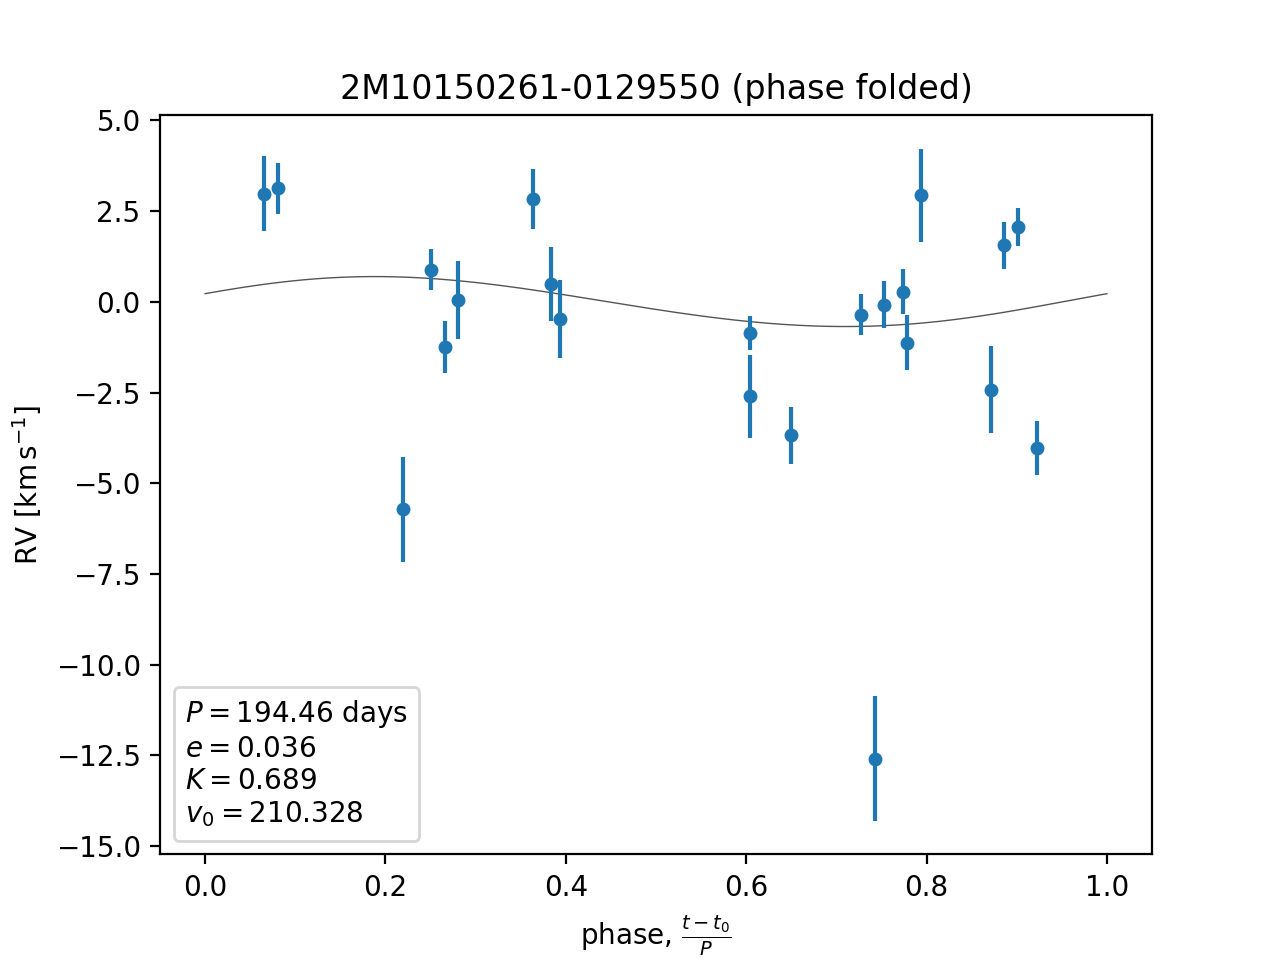 2M10150261-0129550 (phase folded)
5.0
2.5
0.0
−2.5
−5.0
−7.5
−10.0
−12.5
−15.0
RV [km s⁻¹]
P = 194.46 days
e = 0.036
K = 0.689
v₀ = 210.328
0.0 0.2 0.4 0.6 0.8 1.0
phase, (t − t₀)/P